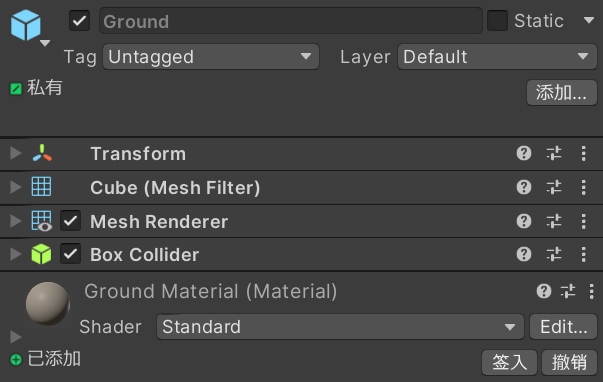 Ground Static
Tag Untagged Layer Default
私有 添加...
Transform
Cube (Mesh Filter)
Mesh Renderer
Box Collider
Ground Material (Material)
Shader Standard Edit...
已添加 签入 撤销